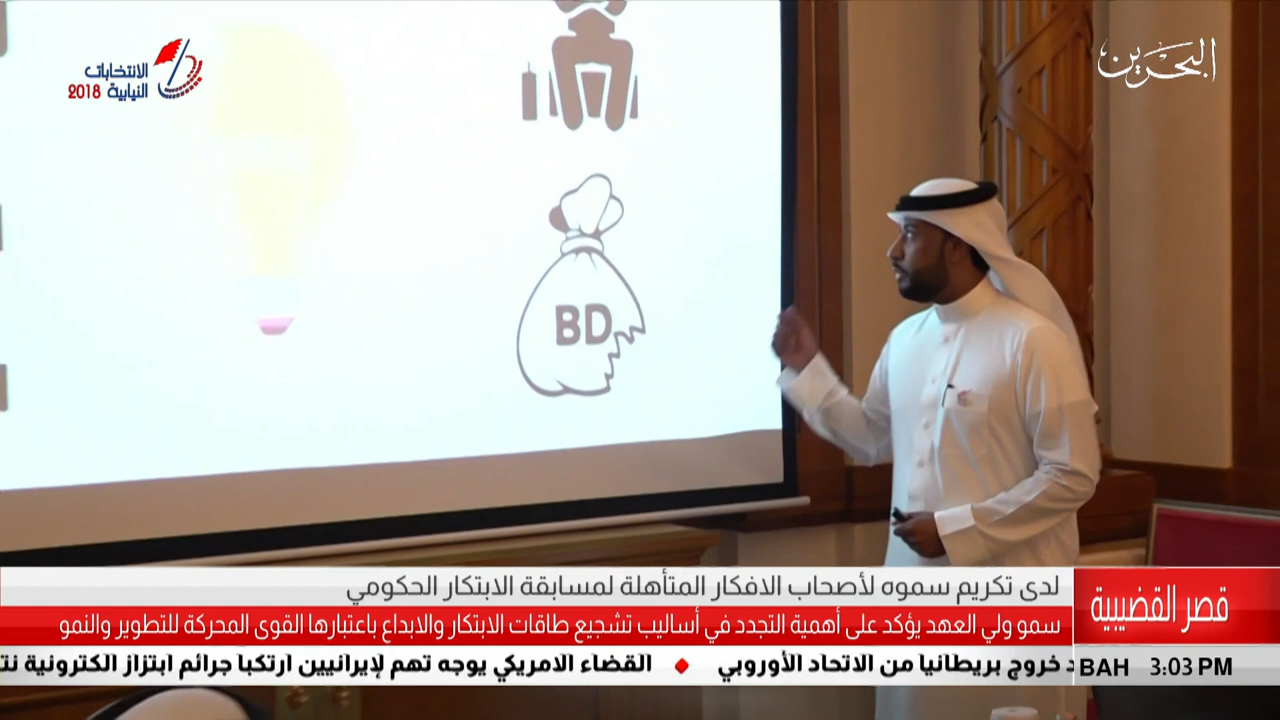 الانتخابات
النيابية 2018
البحرين
BD
لدى تكريم سموه لأصحاب الافكار المتأهلة لمسابقة الابتكار الحكومي
قصر القضيبية
سمو ولي العهد يؤكد على أهمية التجدد في أساليب تشجيع طاقات الابتكار والابداع باعتبارها القوى المحركة للتطوير والنمو
خروج بريطانيا من الاتحاد الأوروبي ♦ القضاء الامريكي يوجه تهم لإيرانيين ارتكبا جرائم ابتزاز الكترونية
BAH 3:03 PM